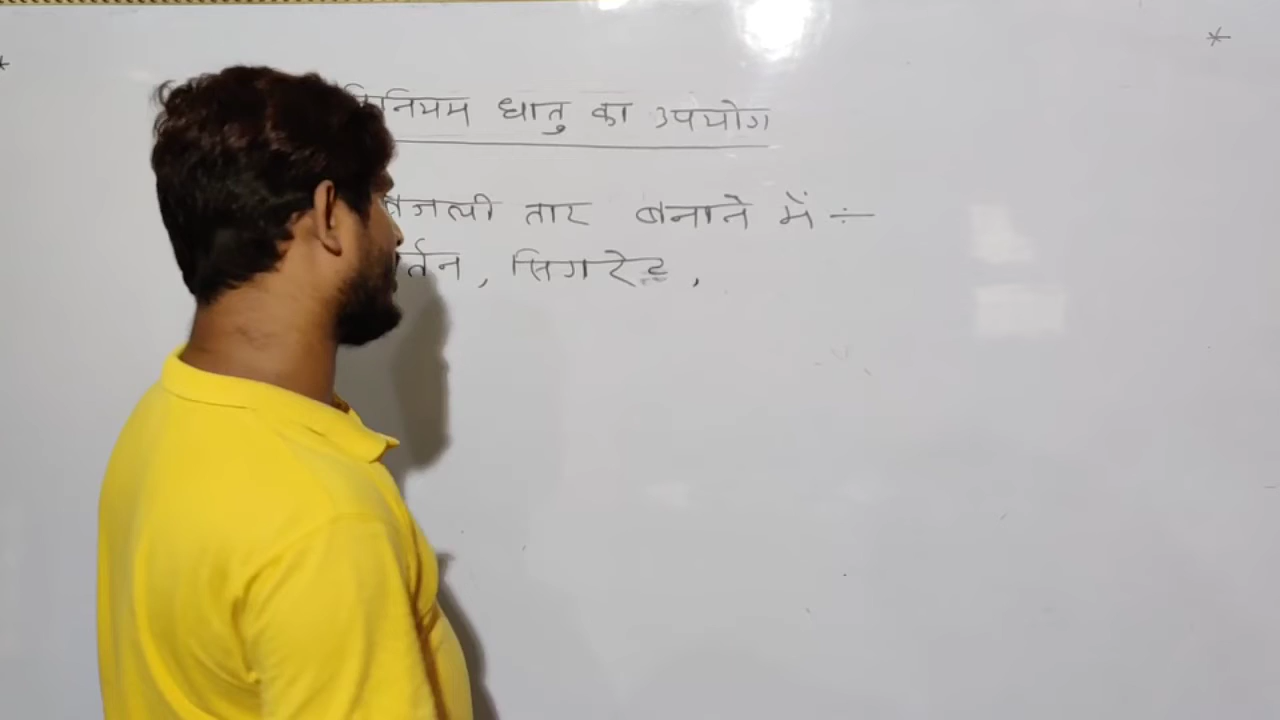 धातु का उपयोग
तार बनाने में ÷
, सिगरेट ,